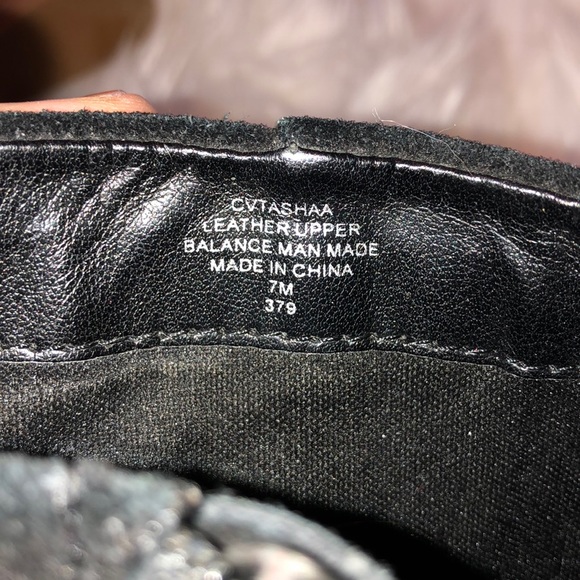 CVTASHAA
LEATHER UPPER
BALANCE MAN MADE
MADE IN CHINA
7M
379